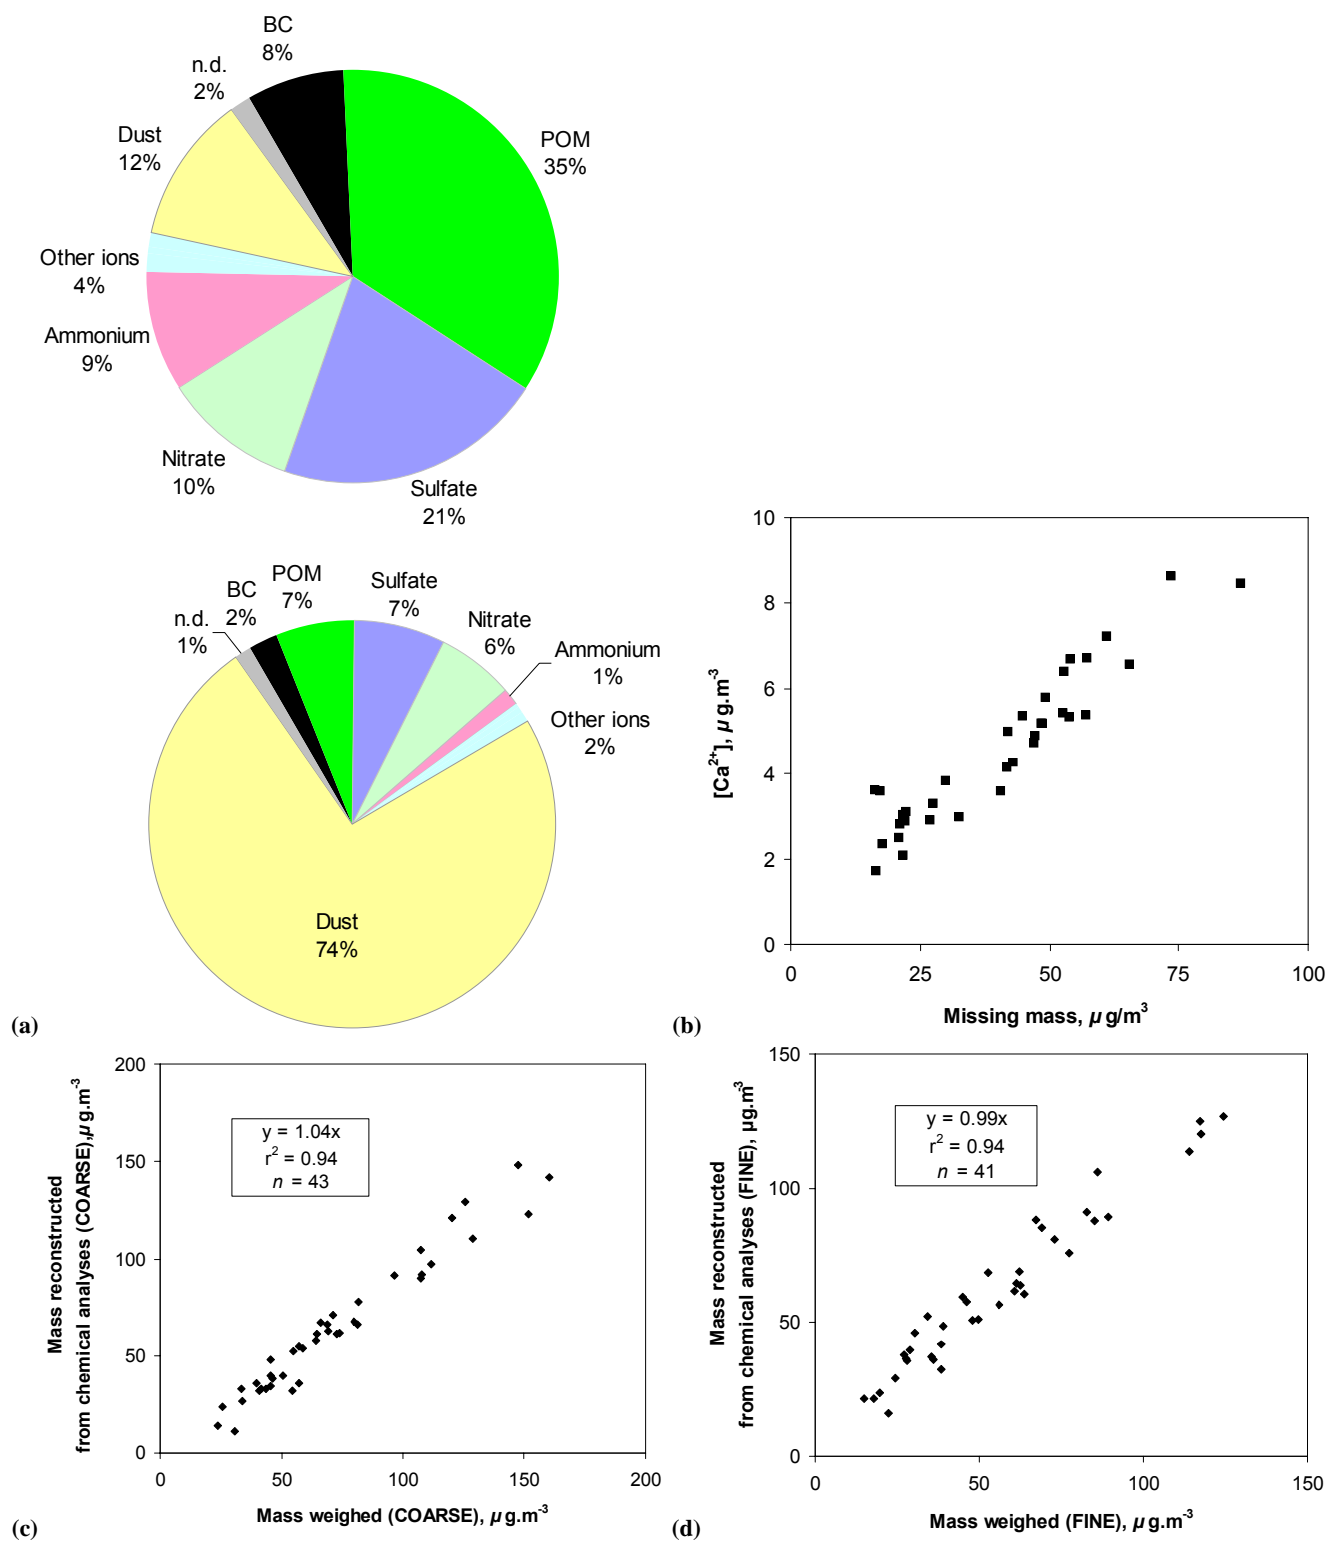 BC
8%
n.d.
2%
POM
35%
Dust
12%
Other ions
4%
Ammonium
9%
Nitrate
10%
Sulfate
21%
BC
2%
POM
7%
Sulfate
7%
n.d.
1%
Nitrate
6%
Ammonium
1%
Other ions
2%
Dust
74%
(a)
10
8
6
4
2
0
[Ca²⁺], µg.m⁻³
0 25 50 75 100
Missing mass, µg/m³
(b)
200
150
100
50
0
Mass reconstructed
from chemical analyses (COARSE), µg.m⁻³
y = 1.04x
r² = 0.94
n = 43
0 50 100 150 200
Mass weighed (COARSE), µg.m⁻³
(c)
150
100
50
0
Mass reconstructed
from chemical analyses (FINE), µg.m⁻³
y = 0.99x
r² = 0.94
n = 41
0 50 100 150
Mass weighed (FINE), µg.m⁻³
(d)